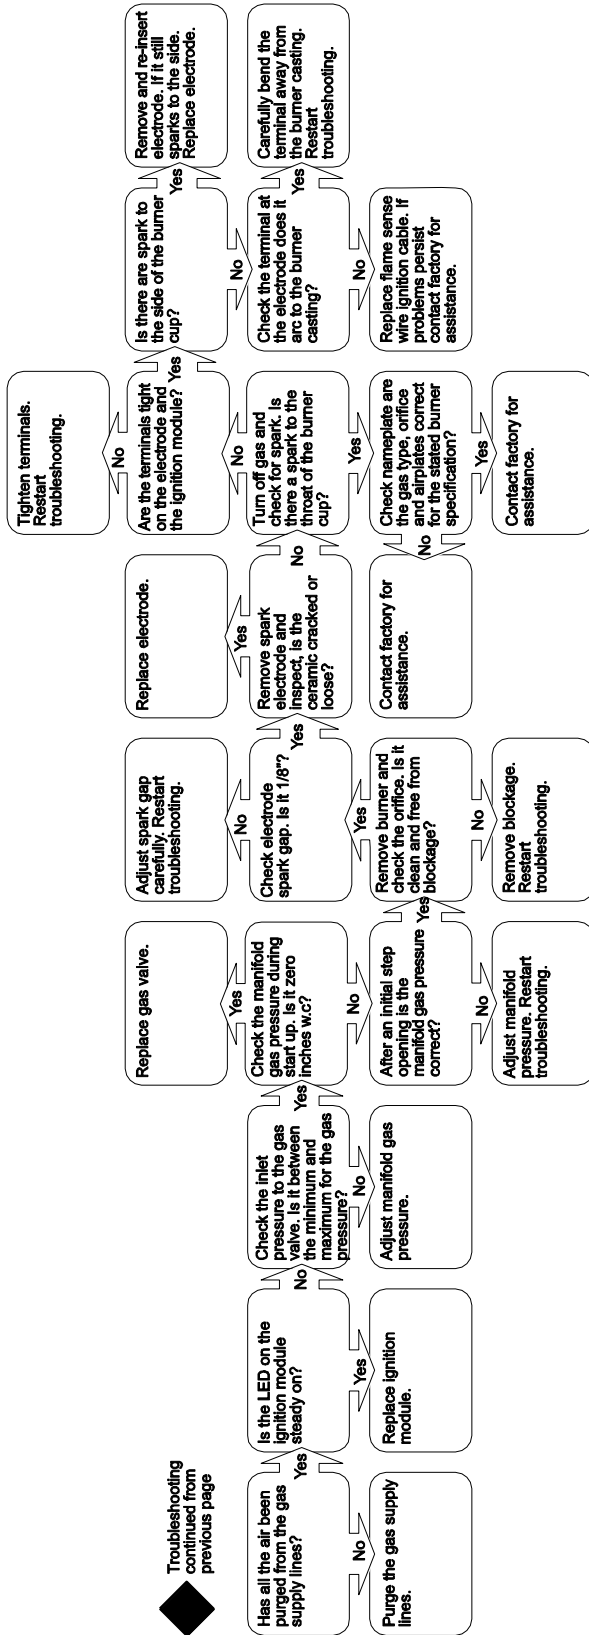 Troubleshooting
continued from
previous page
Has all the air been
purged from the gas
supply lines?
No
Purge the gas supply
lines.
Yes
Is the LED on the
ignition module
steady on?
Yes
Replace ignition
module.
No
Check the inlet
pressure to the gas
valve. Is it between
the minimum and
maximum for the gas
pressure?
No
Adjust manifold gas
pressure.
Yes
Check the manifold
gas pressure during
start up. Is it zero
inches w.c?
Yes
Replace gas valve.
No
After an initial step
opening is the
manifold gas pressure
correct?
No
Adjust manifold
pressure. Restart
troubleshooting.
Yes
Remove burner and
check the orifice. Is it
clean and free from
blockage?
No
Remove blockage.
Restart
troubleshooting.
Yes
Check electrode
spark gap. Is it 1/8"?
No
Adjust spark gap
carefully. Restart
troubleshooting.
Yes
Remove spark
electrode and
inspect, Is the
ceramic cracked or
loose?
Yes
Replace electrode.
No
Turn off gas and
check for spark. Is
there a spark to the
throat of the burner
cup?
Yes
Check nameplate are
the gas type, orifice
and airplates correct
for the stated burner
specification?
No
Contact factory for
assistance.
Yes
Contact factory for
assistance.
No
Are the terminals tight
on the electrode and
the ignition module?
No
Tighten terminals.
Restart
troubleshooting.
Yes
Is there are spark to
the side of the burner
cup?
Yes
Remove and re-insert
electrode. If it still
sparks to the side.
Replace electrode.
No
Check the terminal at
the electrode does it
arc to the burner
casting?
Yes
Carefully bend the
terminal away from
the burner casting.
Restart
troubleshooting.
No
Replace flame sense
wire ignition cable. If
problems persist
contact factory for
assistance.